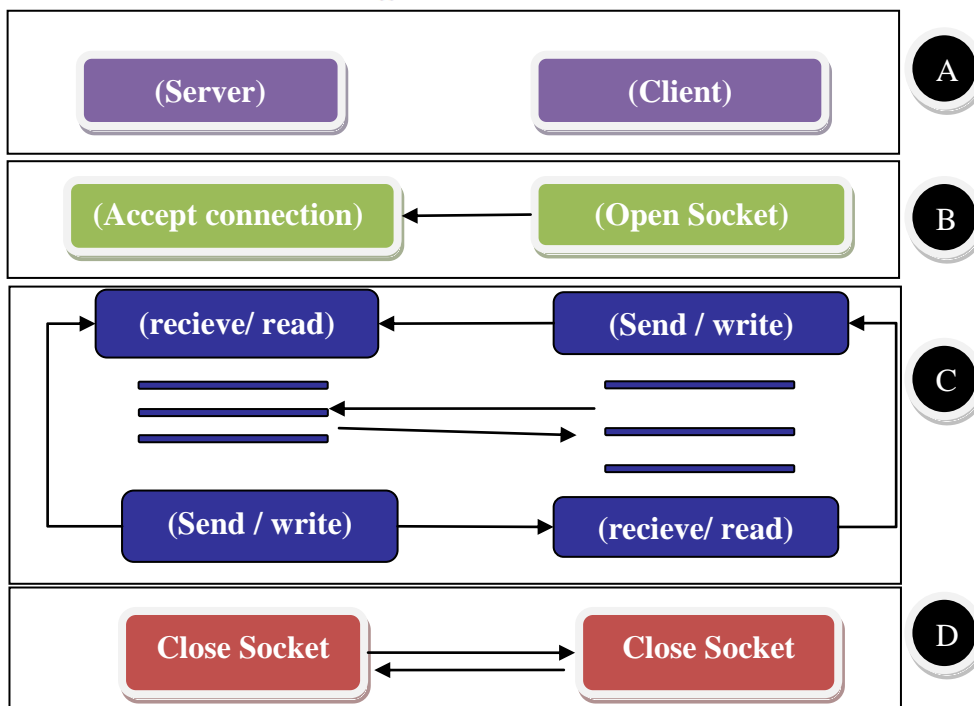 (Server)
(Client)
A
(Accept connection)
(Open Socket)
B
(recieve/ read)
(Send / write)
C
(Send / write)
(recieve/ read)
Close Socket
Close Socket
D